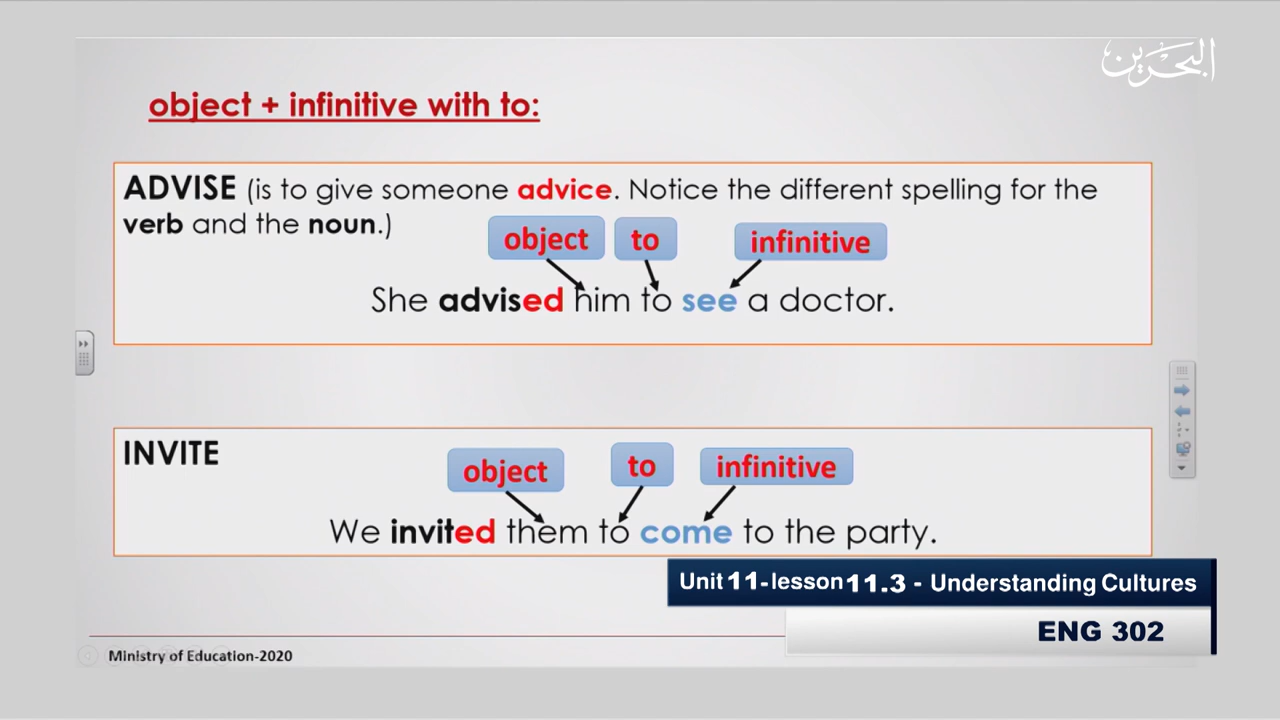 البحرين
object + infinitive with to:
ADVISE (is to give someone advice. Notice the different spelling for the
verb and the noun.)
object to infinitive
She advised him to see a doctor.
INVITE
object to infinitive
We invited them to come to the party.
Unit 11-lesson 11.3 - Understanding Cultures
ENG 302
Ministry of Education-2020